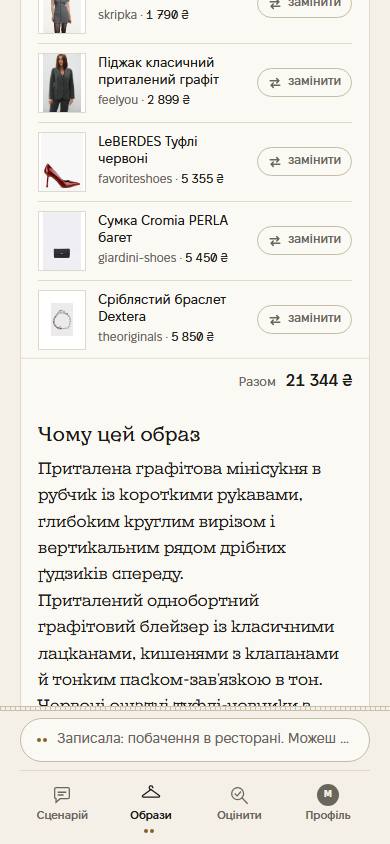 skripka · 1 790 ₴
замінити
Піджак класичний
приталений графіт
feelyou · 2 899 ₴
замінити
LeBERDES Туфлі
червоні
favoriteshoes · 5 355 ₴
замінити
Сумка Cromia PERLA
багет
giardini-shoes · 5 450 ₴
замінити
Сріблястий браслет
Dextera
theoriginals · 5 850 ₴
замінити
Разом 21 344 ₴
Чому цей образ
Приталена графітова мінісукня в
рубчик із короткими рукавами,
глибоким круглим вирізом і
вертикальним рядом дрібних
ґудзиків спереду.
Приталений однобортний
графітовий блейзер із класичними
лацканами, кишенями з клапанами
й тонким паском-зав'язкою в тон.
Червоні ошатні туфлі-човники з
Записала: побачення в ресторані. Можеш ...
Сценарій
Образи
Оцінити
М
Профіль